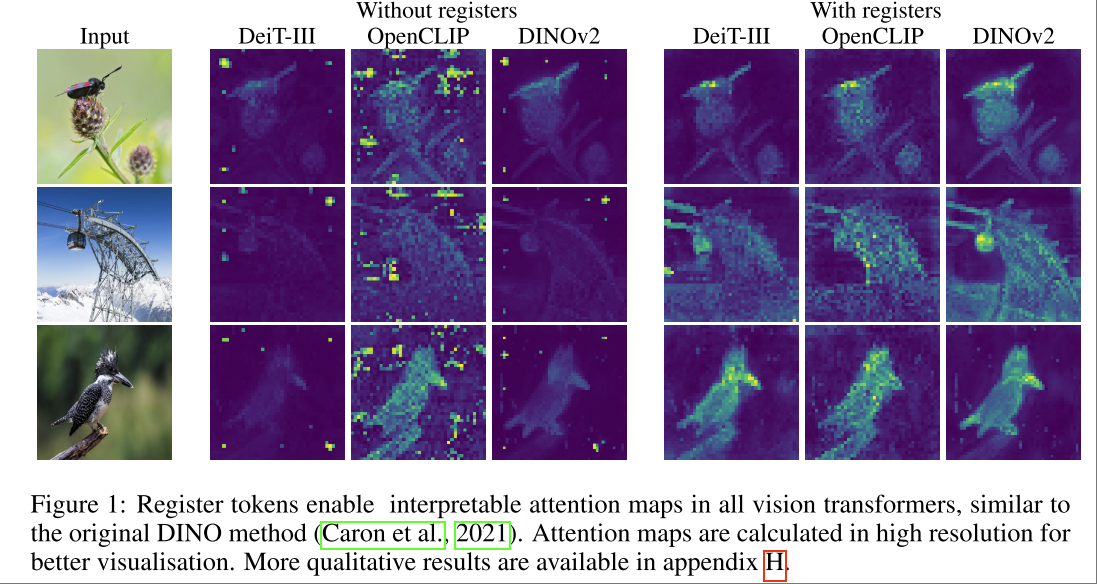 Without registers
With registers
Input
DeiT-III
OpenCLIP
DINOv2
DeiT-III
OpenCLIP
DINOv2
Figure 1: Register tokens enable interpretable attention maps in all vision transformers, similar to
the original DINO method (Caron et al., 2021). Attention maps are calculated in high resolution for
better visualisation. More qualitative results are available in appendix H.